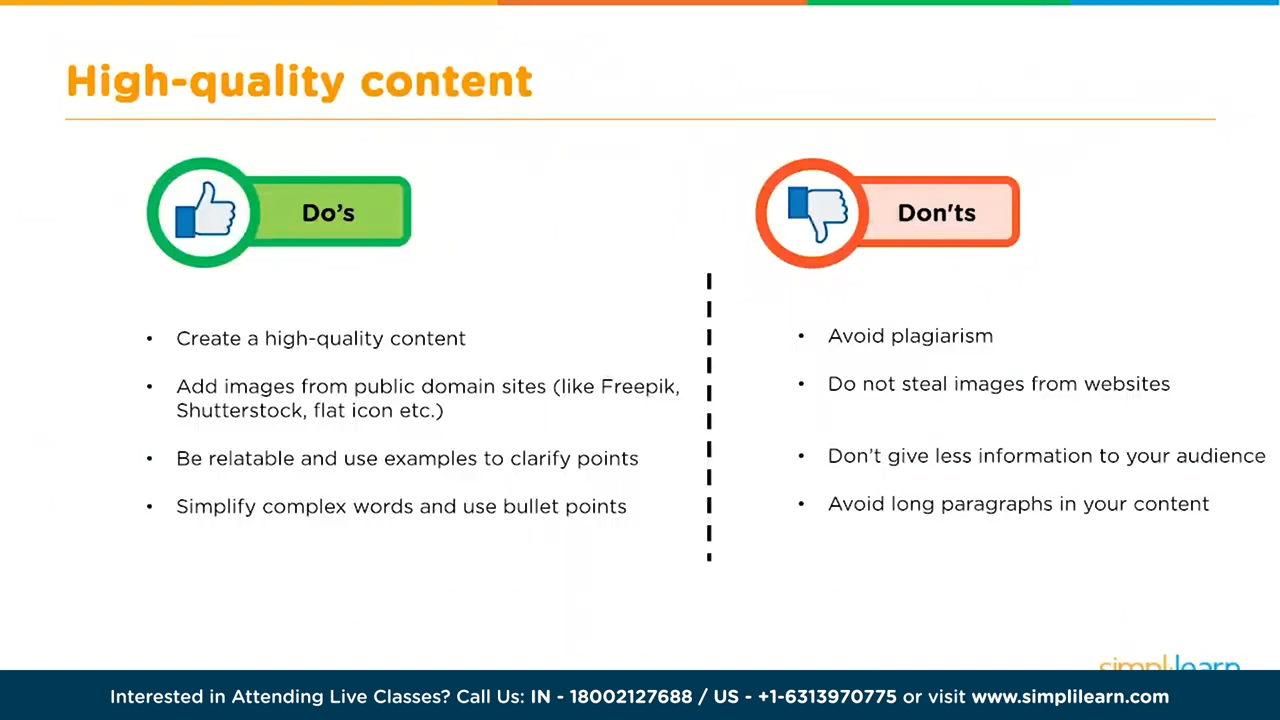 High-quality content
Do’s
Create a high-quality content
Add images from public domain sites (like Freepik,
Shutterstock, flat icon etc.)
Be relatable and use examples to clarify points
Simplify complex words and use bullet points
Don'ts
Avoid plagiarism
Do not steal images from websites
Don’t give less information to your audience
Avoid long paragraphs in your content
simplilearn
Interested in Attending Live Classes? Call Us: IN - 18002127688 / US - +1-6313970775 or visit www.simplilearn.com